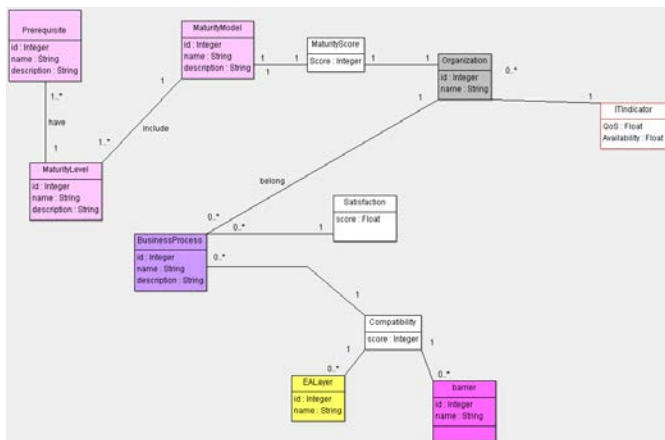 Prerequisite
id : Integer
name : String
description : String
MaturityModel
id : Integer
name : String
description : String
1
1
1
MaturityScore
Score : Integer
1
1
Organization
id : Integer
name : String
0..*
1
ITIndicator
QoS : Float
Availability : Float
1..*
have
1
1
include
1..*
MaturityLevel
id : Integer
name : String
description : String
1
belong
0..*
BusinessProcess
id : Integer
name : String
description : String
0..*
1
Satisfaction
score : Float
0..*
1
Compatibility
score : Integer
1
1
0..*
EALayer
id : Integer
name : String
0..*
barrier
id : Integer
name : String